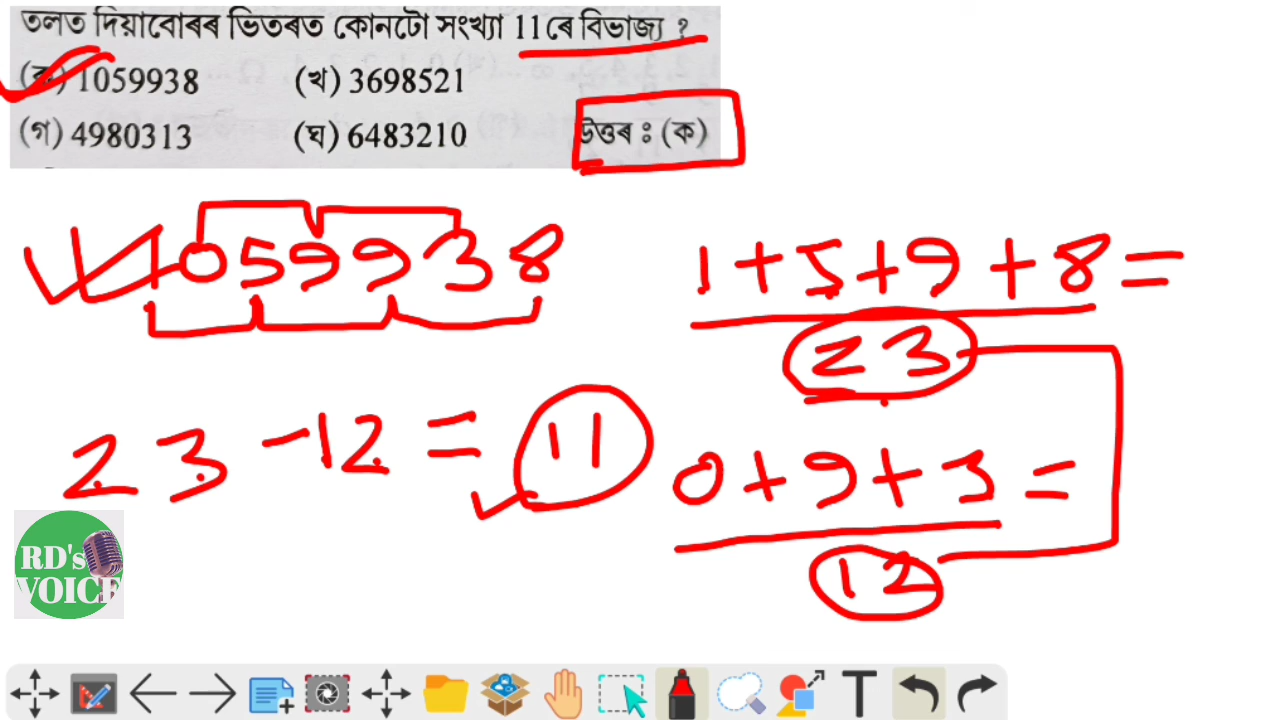 তলত দিয়াবোৰৰ ভিতৰত কোনটো সংখ্যা 11ৰে বিভাজ্য ?
(ক) 1059938 (খ) 3698521
(গ) 4980313 (ঘ) 6483210 উত্তৰ : (ক)
1059938
1+5+9+8=
23
23-12=11
0+9+3=
12
RD's
VOICE
T